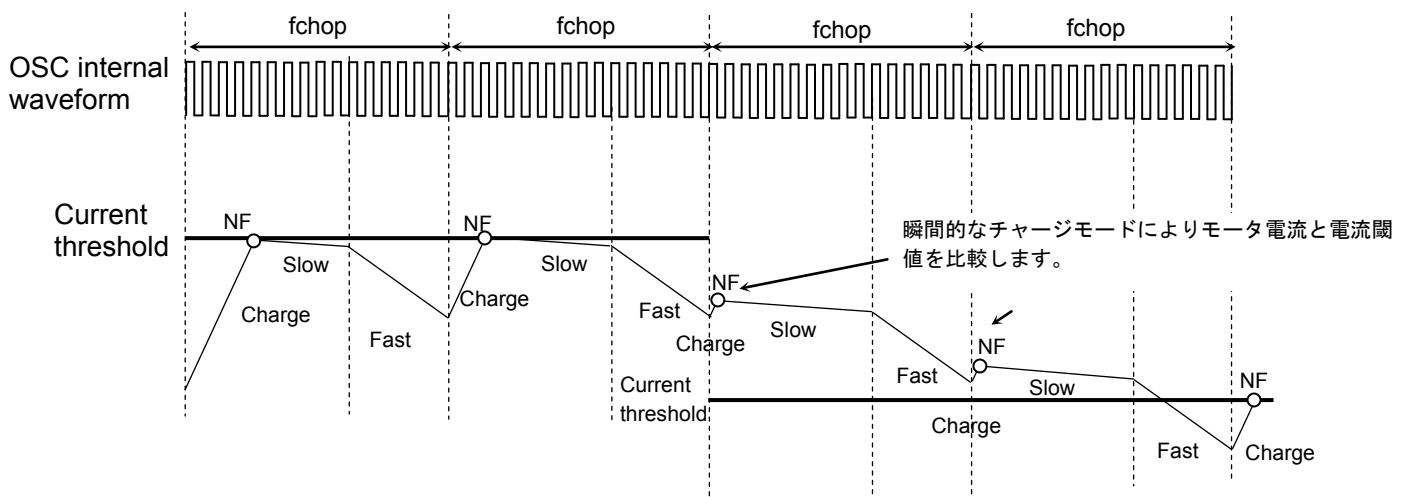 fchop
fchop
fchop
fchop
OSC internal
waveform
Current
threshold
NF
NF
瞬間的なチャージモードによりモータ電流と電流閾
値を比較します。
Slow
Slow
NF
Charge
Charge
Fast
Slow
Fast
Charge
NF
Current
threshold
Fast
Slow
NF
Charge
Fast
Charge